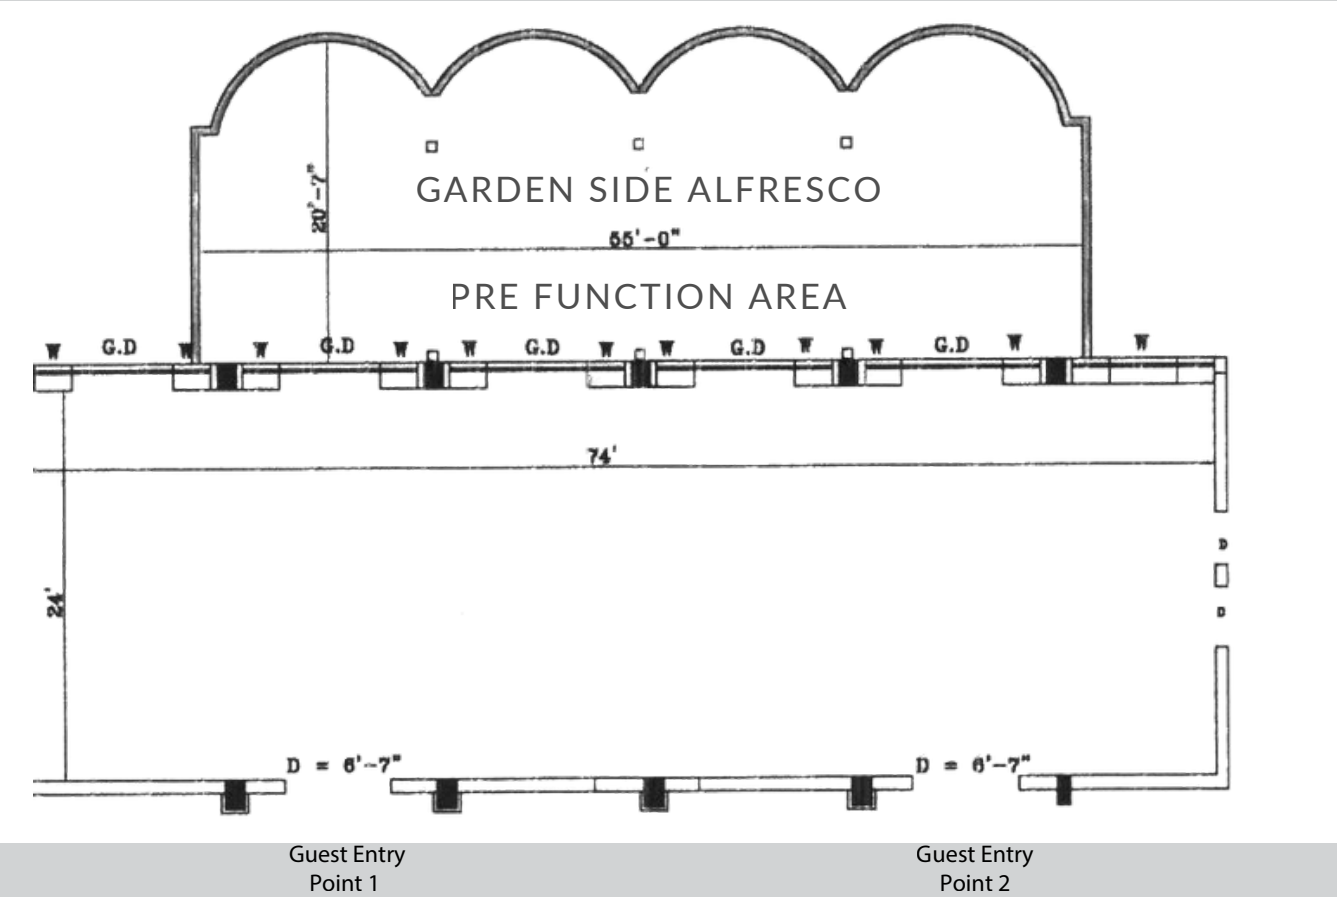 20'-7"
GARDEN SIDE ALFRESCO
55'-0"
PRE FUNCTION AREA
W G.D W W G.D W W G.D W W G.D W W G.D W W
74'
24'
D
D
D = 6'-7" D = 6'-7"
Guest Entry
Point 1
Guest Entry
Point 2